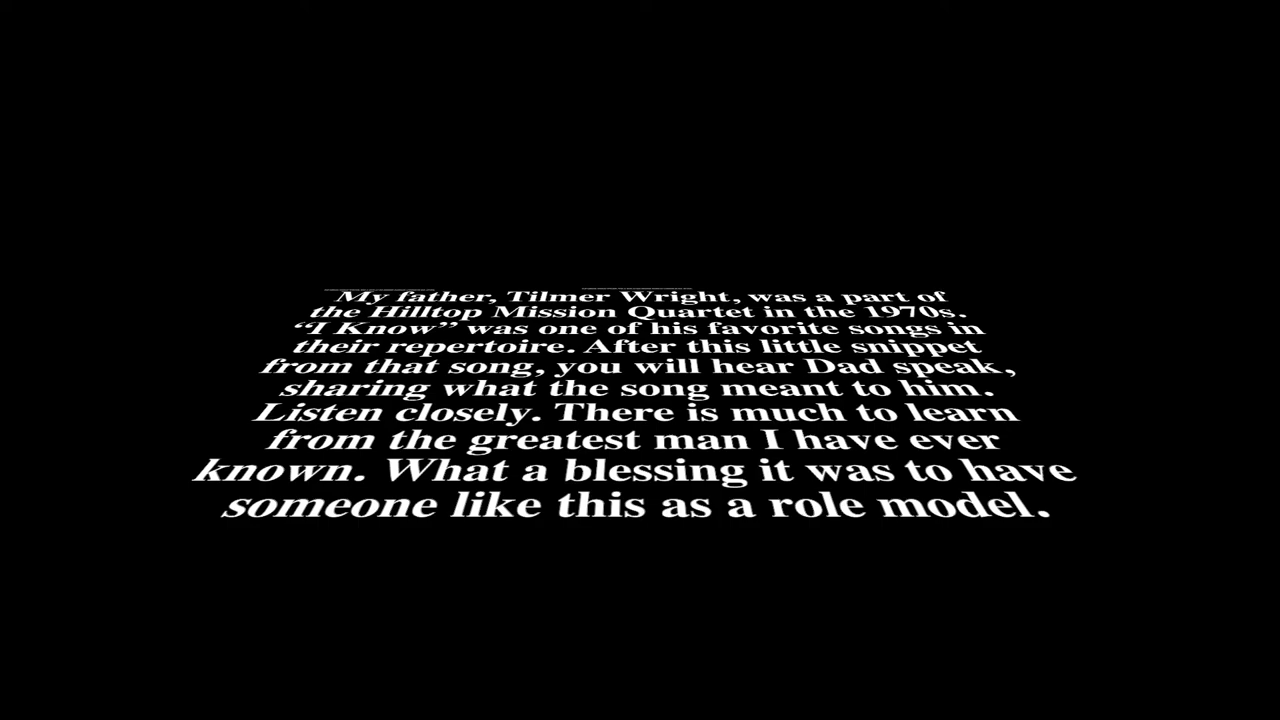 My father, Tilmer Wright, was a part of
the Hilltop Mission Quartet in the 1970s.
“I Know” was one of his favorite songs in
their repertoire. After this little snippet
from that song, you will hear Dad speak,
sharing what the song meant to him.
Listen closely. There is much to learn
from the greatest man I have ever
known. What a blessing it was to have
someone like this as a role model.